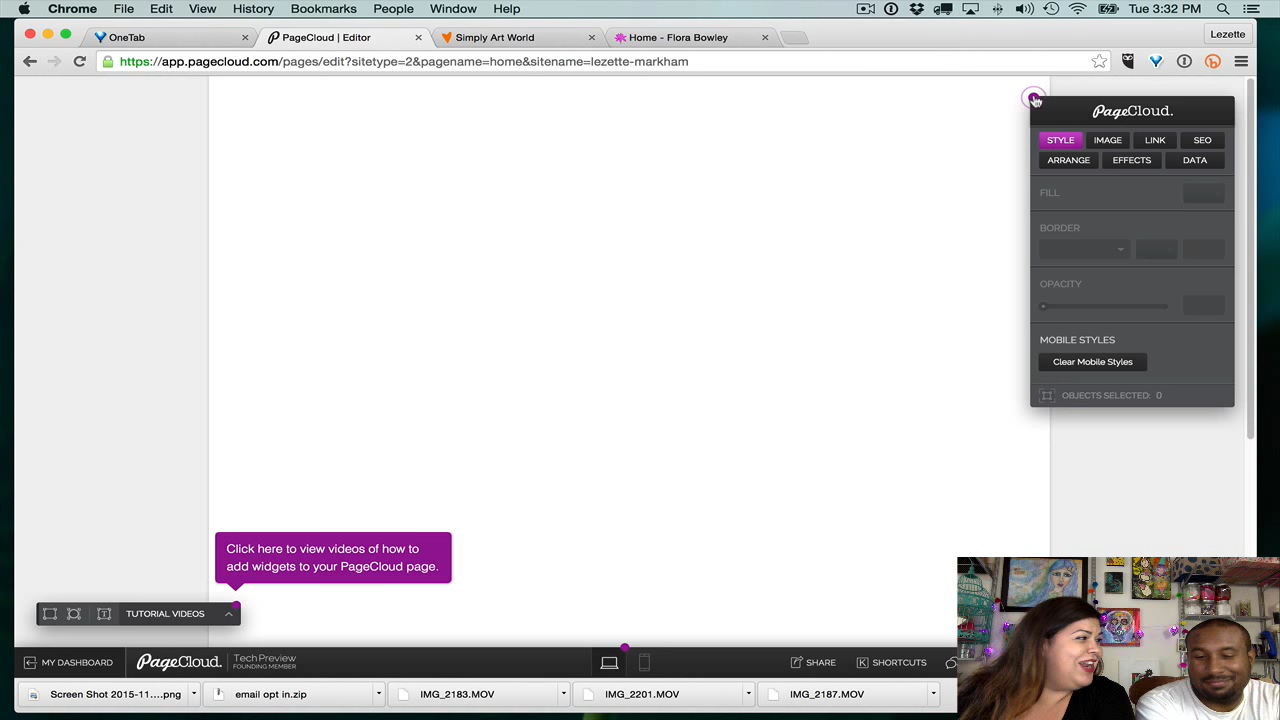 Chrome File Edit View History Bookmarks People Window Help Tue 3:32 PM
OneTab PageCloud | Editor Simply Art World Home - Flora Bowley Lezette
https://app.pagecloud.com/pages/edit?sitetype=2&pagename=home&sitename=lezette-markham
PageCloud.
STYLE IMAGE LINK SEO
ARRANGE EFFECTS DATA
FILL
BORDER
OPACITY
MOBILE STYLES
Clear Mobile Styles
OBJECTS SELECTED: 0
Click here to view videos of how to
add widgets to your PageCloud page.
T TUTORIAL VIDEOS
MY DASHBOARD PageCloud. Tech Preview
FOUNDING MEMBER
SHARE K SHORTCUTS
Screen Shot 2015-11....png email opt in.zip IMG_2183.MOV IMG_2201.MOV IMG_2187.MOV